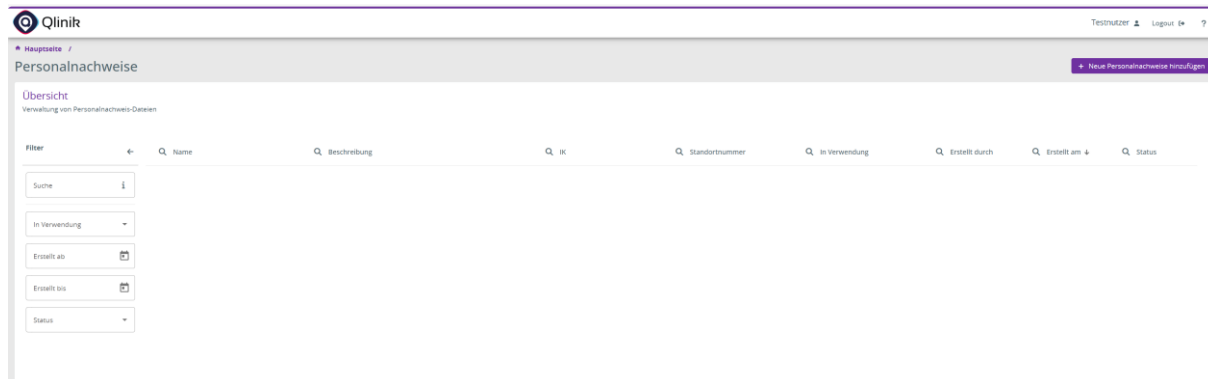 Qlinik
Testnutzer Logout ?
Hauptseite /
Personalnachweise
+ Neue Personalnachweise hinzufügen
Übersicht
Verwaltung von Personalnachweis-Dateien
Filter
Name Beschreibung IK Standortnummer In Verwendung Erstellt durch Erstellt am Status
Suche
In Verwendung
Erstellt ab
Erstellt bis
Status